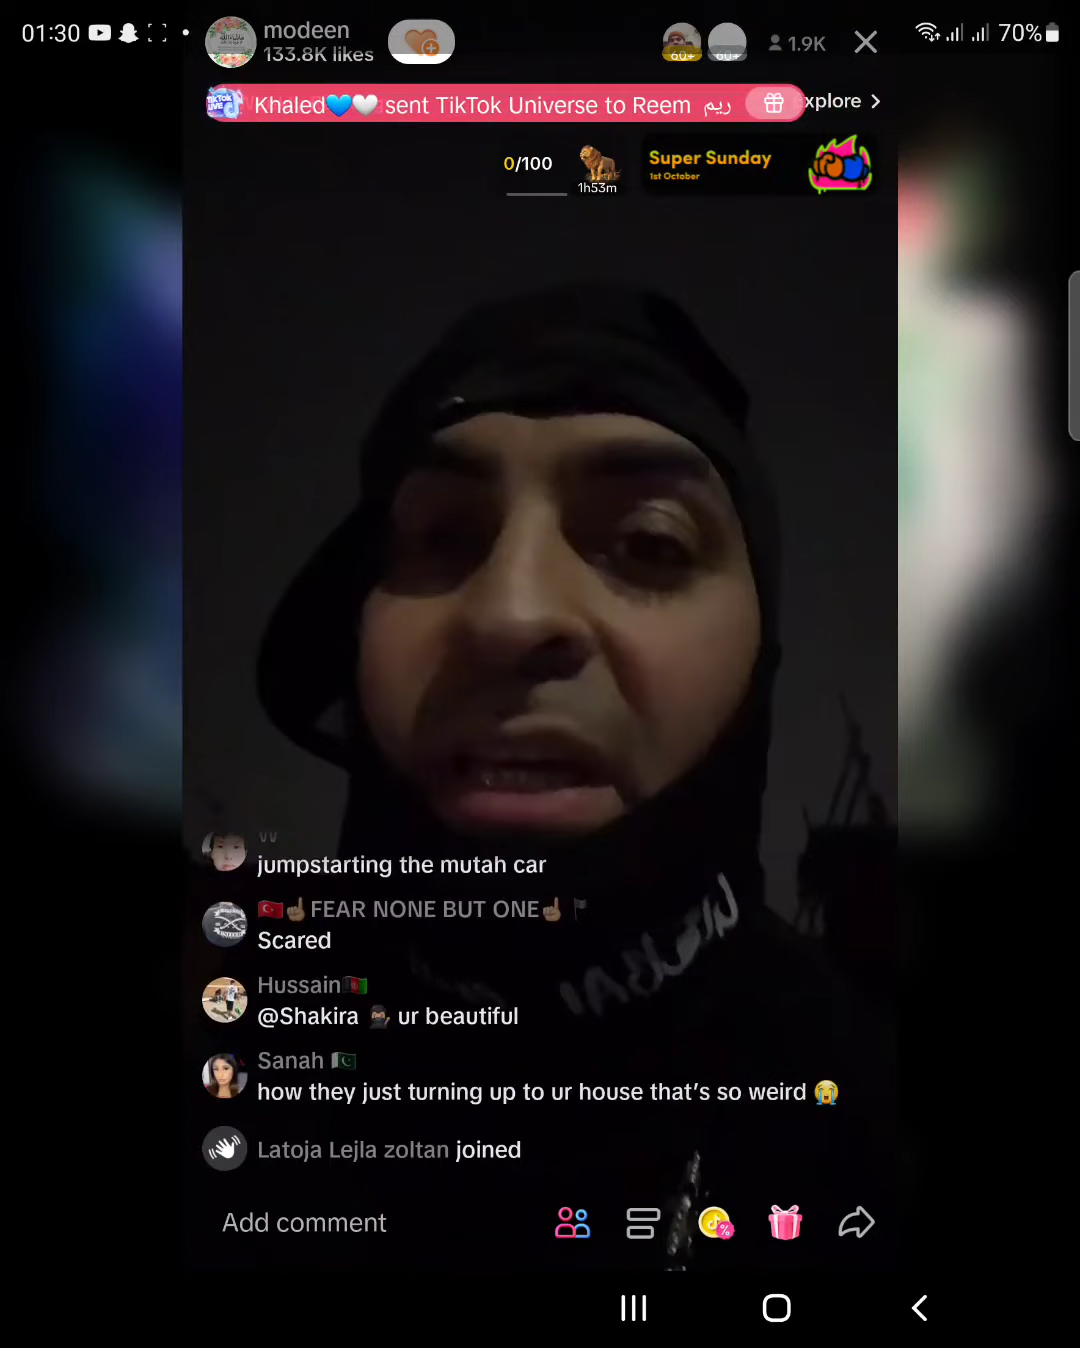 01:30
70%
modeen
133.8K likes
60+
60+
1.9K
Khaled💙🤍 sent TikTok Universe to Reem ريم
xplore >
0/100
1h53m
Super Sunday
1st October
jumpstarting the mutah car
🇹🇷☝🏽FEAR NONE BUT ONE☝🏽🏴
Scared
Hussain🇦🇫
@Shakira 🥷🏽 ur beautiful
Sanah 🇵🇰
how they just turning up to ur house that's so weird 😭
Latoja Lejla zoltan joined
Add comment